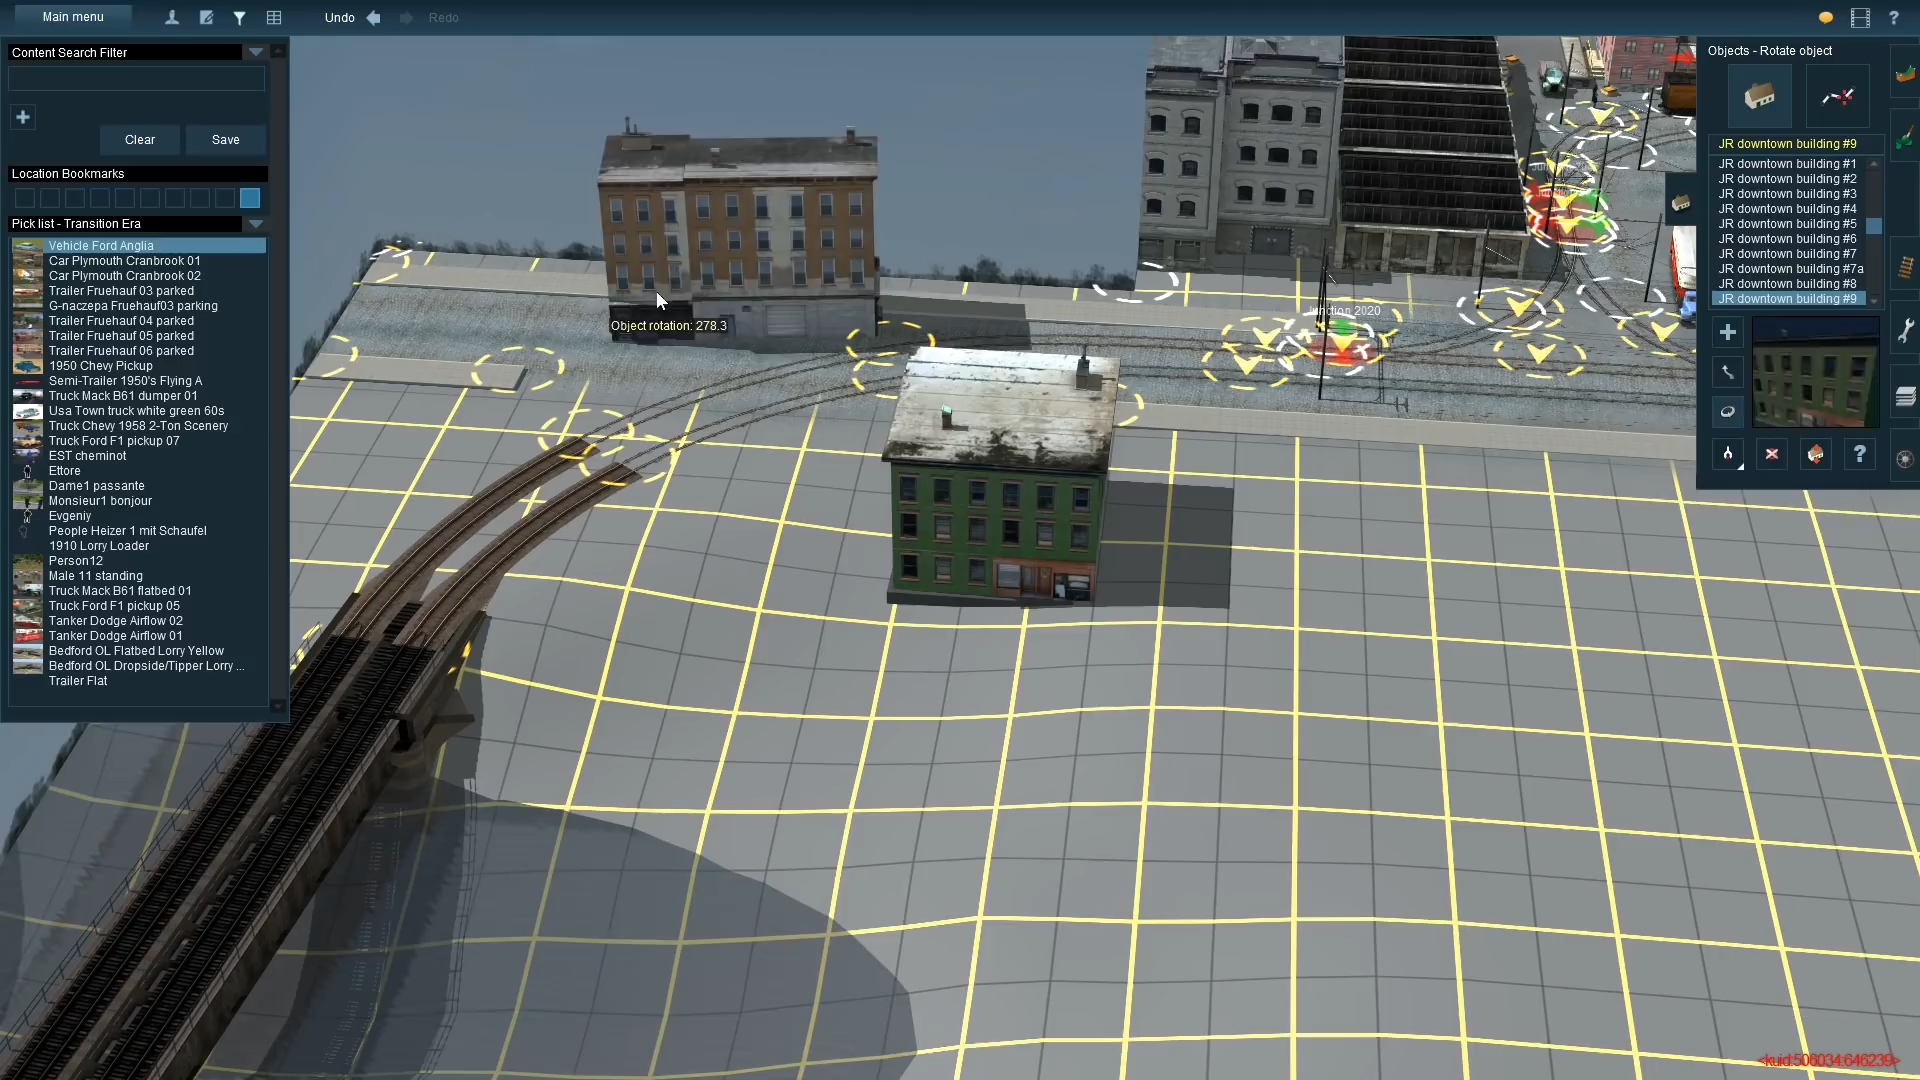 Main menu
Undo
Redo
?
Content Search Filter
Clear
Save
Location Bookmarks
Pick list - Transition Era
Vehicle Ford Anglia
Car Plymouth Cranbrook 01
Car Plymouth Cranbrook 02
Trailer Fruehauf 03 parked
G-naczepa Fruehauf03 parking
Trailer Fruehauf 04 parked
Trailer Fruehauf 05 parked
Trailer Fruehauf 06 parked
1950 Chevy Pickup
Semi-Trailer 1950's Flying A
Truck Mack B61 dumper 01
Usa Town truck white green 60s
Truck Chevy 1958 2-Ton Scenery
Truck Ford F1 pickup 07
EST cheminot
Ettore
Dame1 passante
Monsieur1 bonjour
Evgeniy
People Heizer 1 mit Schaufel
1910 Lorry Loader
Person12
Male 11 standing
Truck Mack B61 flatbed 01
Truck Ford F1 pickup 05
Tanker Dodge Airflow 02
Tanker Dodge Airflow 01
Bedford OL Flatbed Lorry Yellow
Bedford OL Dropside/Tipper Lorry ...
Trailer Flat
Object rotation: 278.3
Junction 2020
Objects - Rotate object
JR downtown building #9
JR downtown building #1
JR downtown building #2
JR downtown building #3
JR downtown building #4
JR downtown building #5
JR downtown building #6
JR downtown building #7
JR downtown building #7a
JR downtown building #8
JR downtown building #9
?
<kuid:506034:646239>